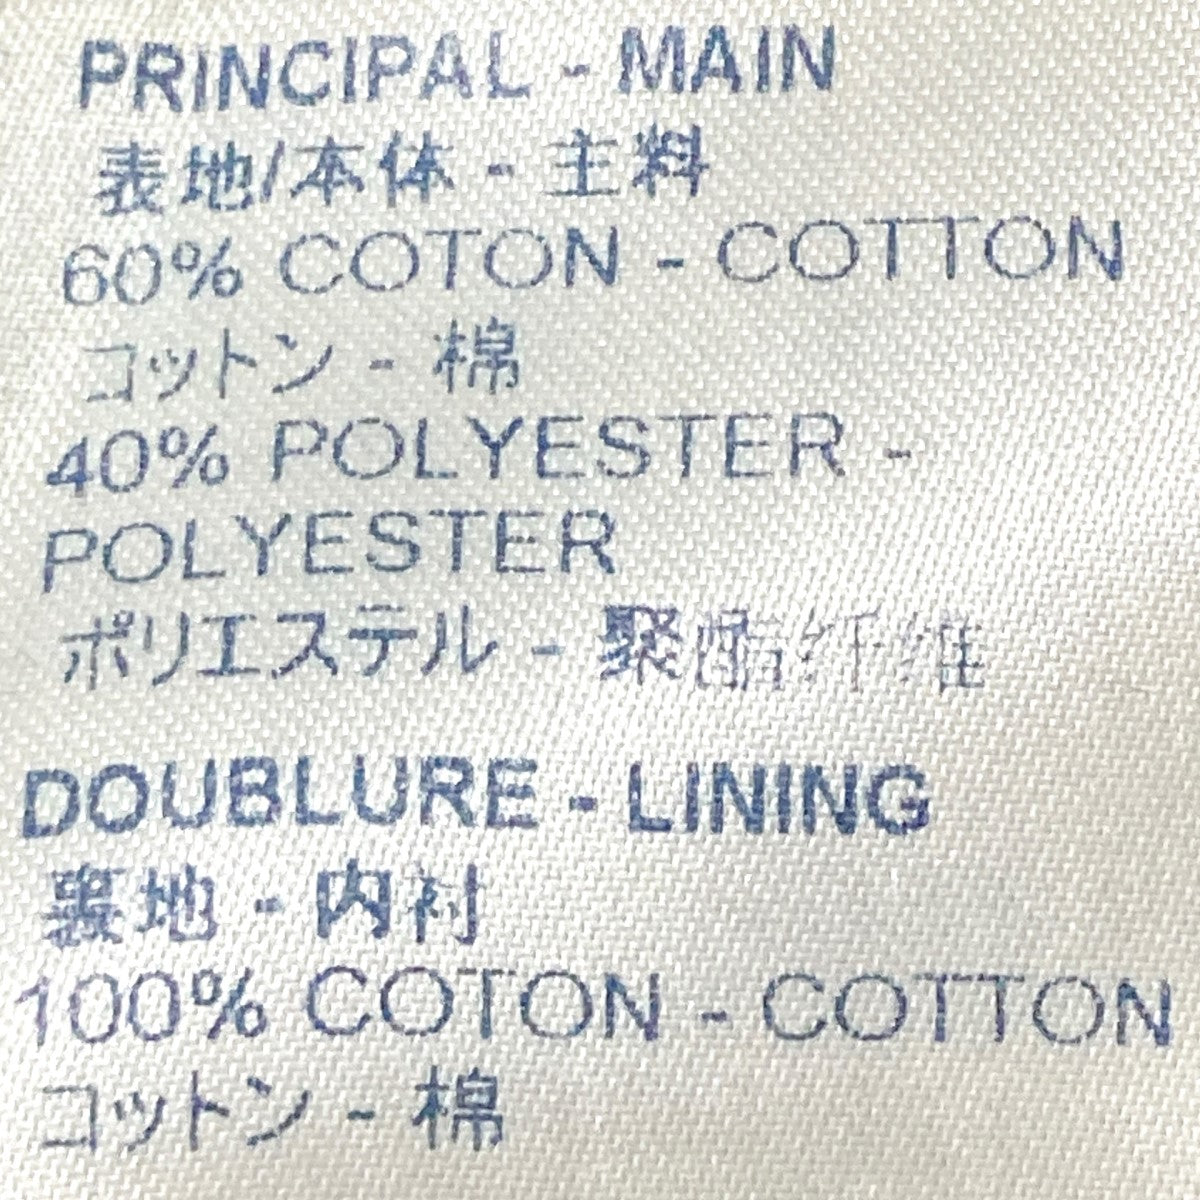 PRINCIPAL - MAIN
表地/本体 - 主料
60% COTON - COTTON
コットン - 棉
40% POLYESTER -
POLYESTER
ポリエステル - 聚酯纤维
DOUBLURE - LINING
裏地 - 内衬
100% COTON - COTTON
コットン - 棉